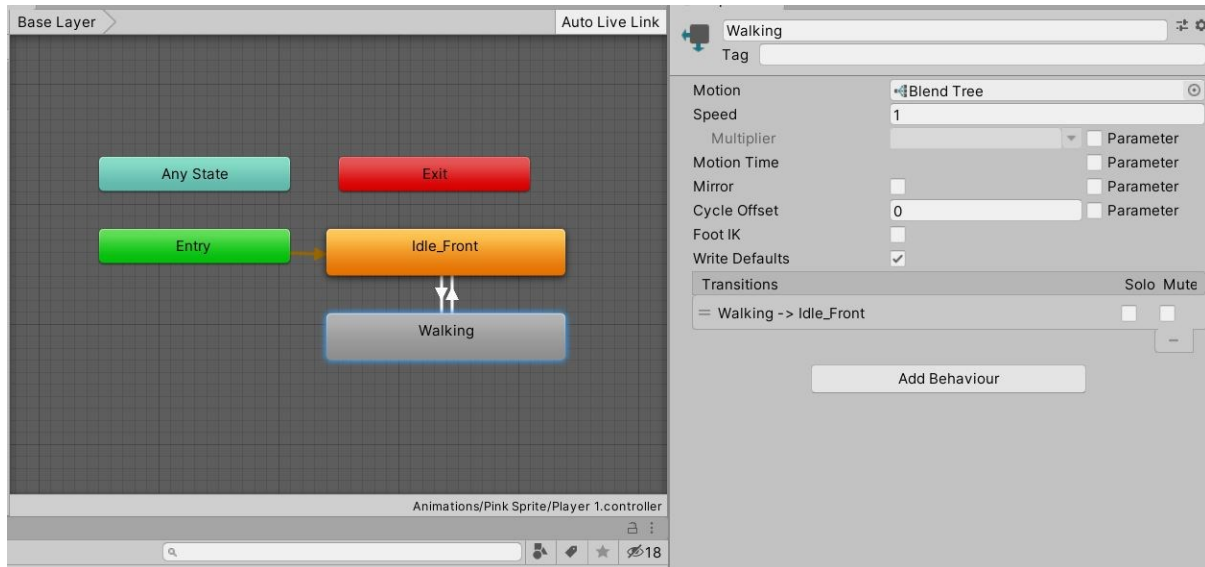 Base Layer
Auto Live Link
Any State
Exit
Entry
Idle_Front
Walking
Animations/Pink Sprite/Player 1.controller
18
Walking
Tag
Motion
Blend Tree
Speed
1
Multiplier
Parameter
Motion Time
Parameter
Mirror
Parameter
Cycle Offset
0
Parameter
Foot IK
Write Defaults
Transitions
Solo Mute
Walking -> Idle_Front
Add Behaviour